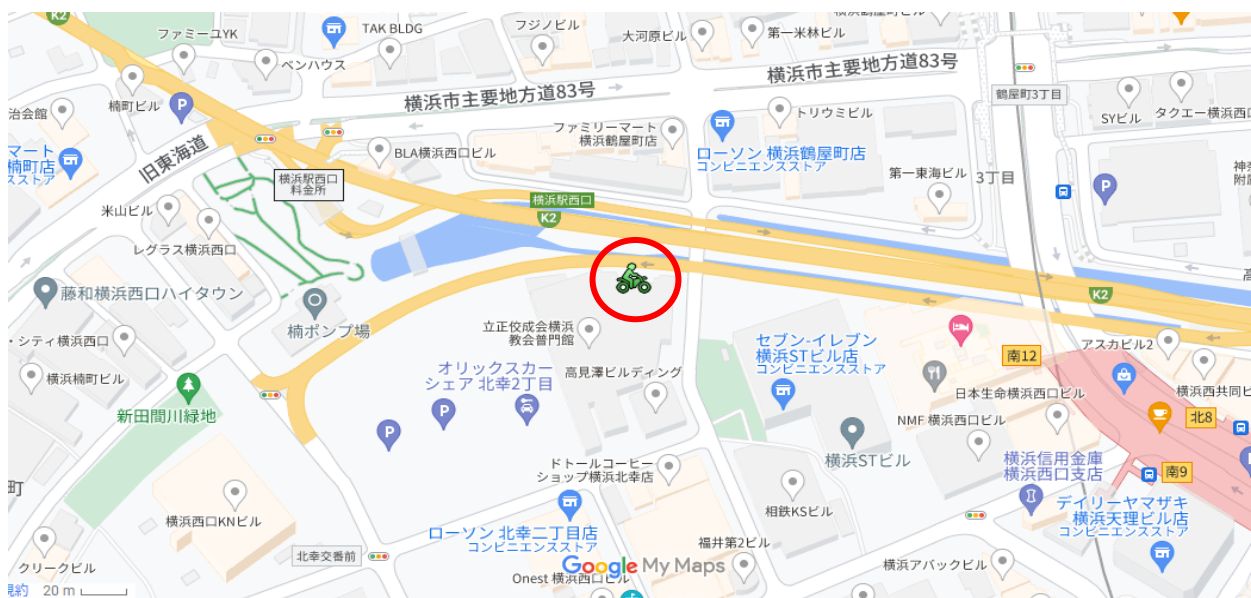 K2
ファミーユYK
TAK BLDG
ベンハウス
フジノビル
大河原ビル
横浜鶴屋町ビル
第一米林ビル
横浜市主要地方道83号
横浜市主要地方道83号
鶴屋町3丁目
SYビル
タクエー横浜西口
治会館
楠町ビル
P
マート
楠町店
スストア
旧東海道
BLA横浜西口ビル
ファミリーマート
横浜鶴屋町店
トリウミビル
ローソン 横浜鶴屋町店
コンビニエンスストア
第一東海ビル
3丁目
P
神奈
附属
横浜駅西口
料金所
横浜駅西口
K2
米山ビル
レグラス横浜西口
藤和横浜西口ハイタウン
楠ポンプ場
K2
高
・シティ横浜西口
横浜楠町ビル
新田間川緑地
立正佼成会横浜
教会普門館
オリックスカー
シェア 北幸2丁目
高見澤ビルディング
セブン-イレブン
横浜STビル店
コンビニエンスストア
南12
アスカビル2
日本生命横浜西口ビル
横浜西共同ビ
北8
NMF 横浜西口ビル
P
P
横浜STビル
横浜信用金庫
横浜西口支店
南9
町
横浜西口KNビル
ドトールコーヒー
ショップ横浜北幸店
相鉄KSビル
デイリーヤマザキ
横浜天理ビル店
コンビニエンスストア
ローソン 北幸二丁目店
コンビニエンスストア
北幸交番前
福井第2ビル
クリークビル
Google My Maps
横浜アバックビル
Onest 横浜西口ビル
規約
20 m